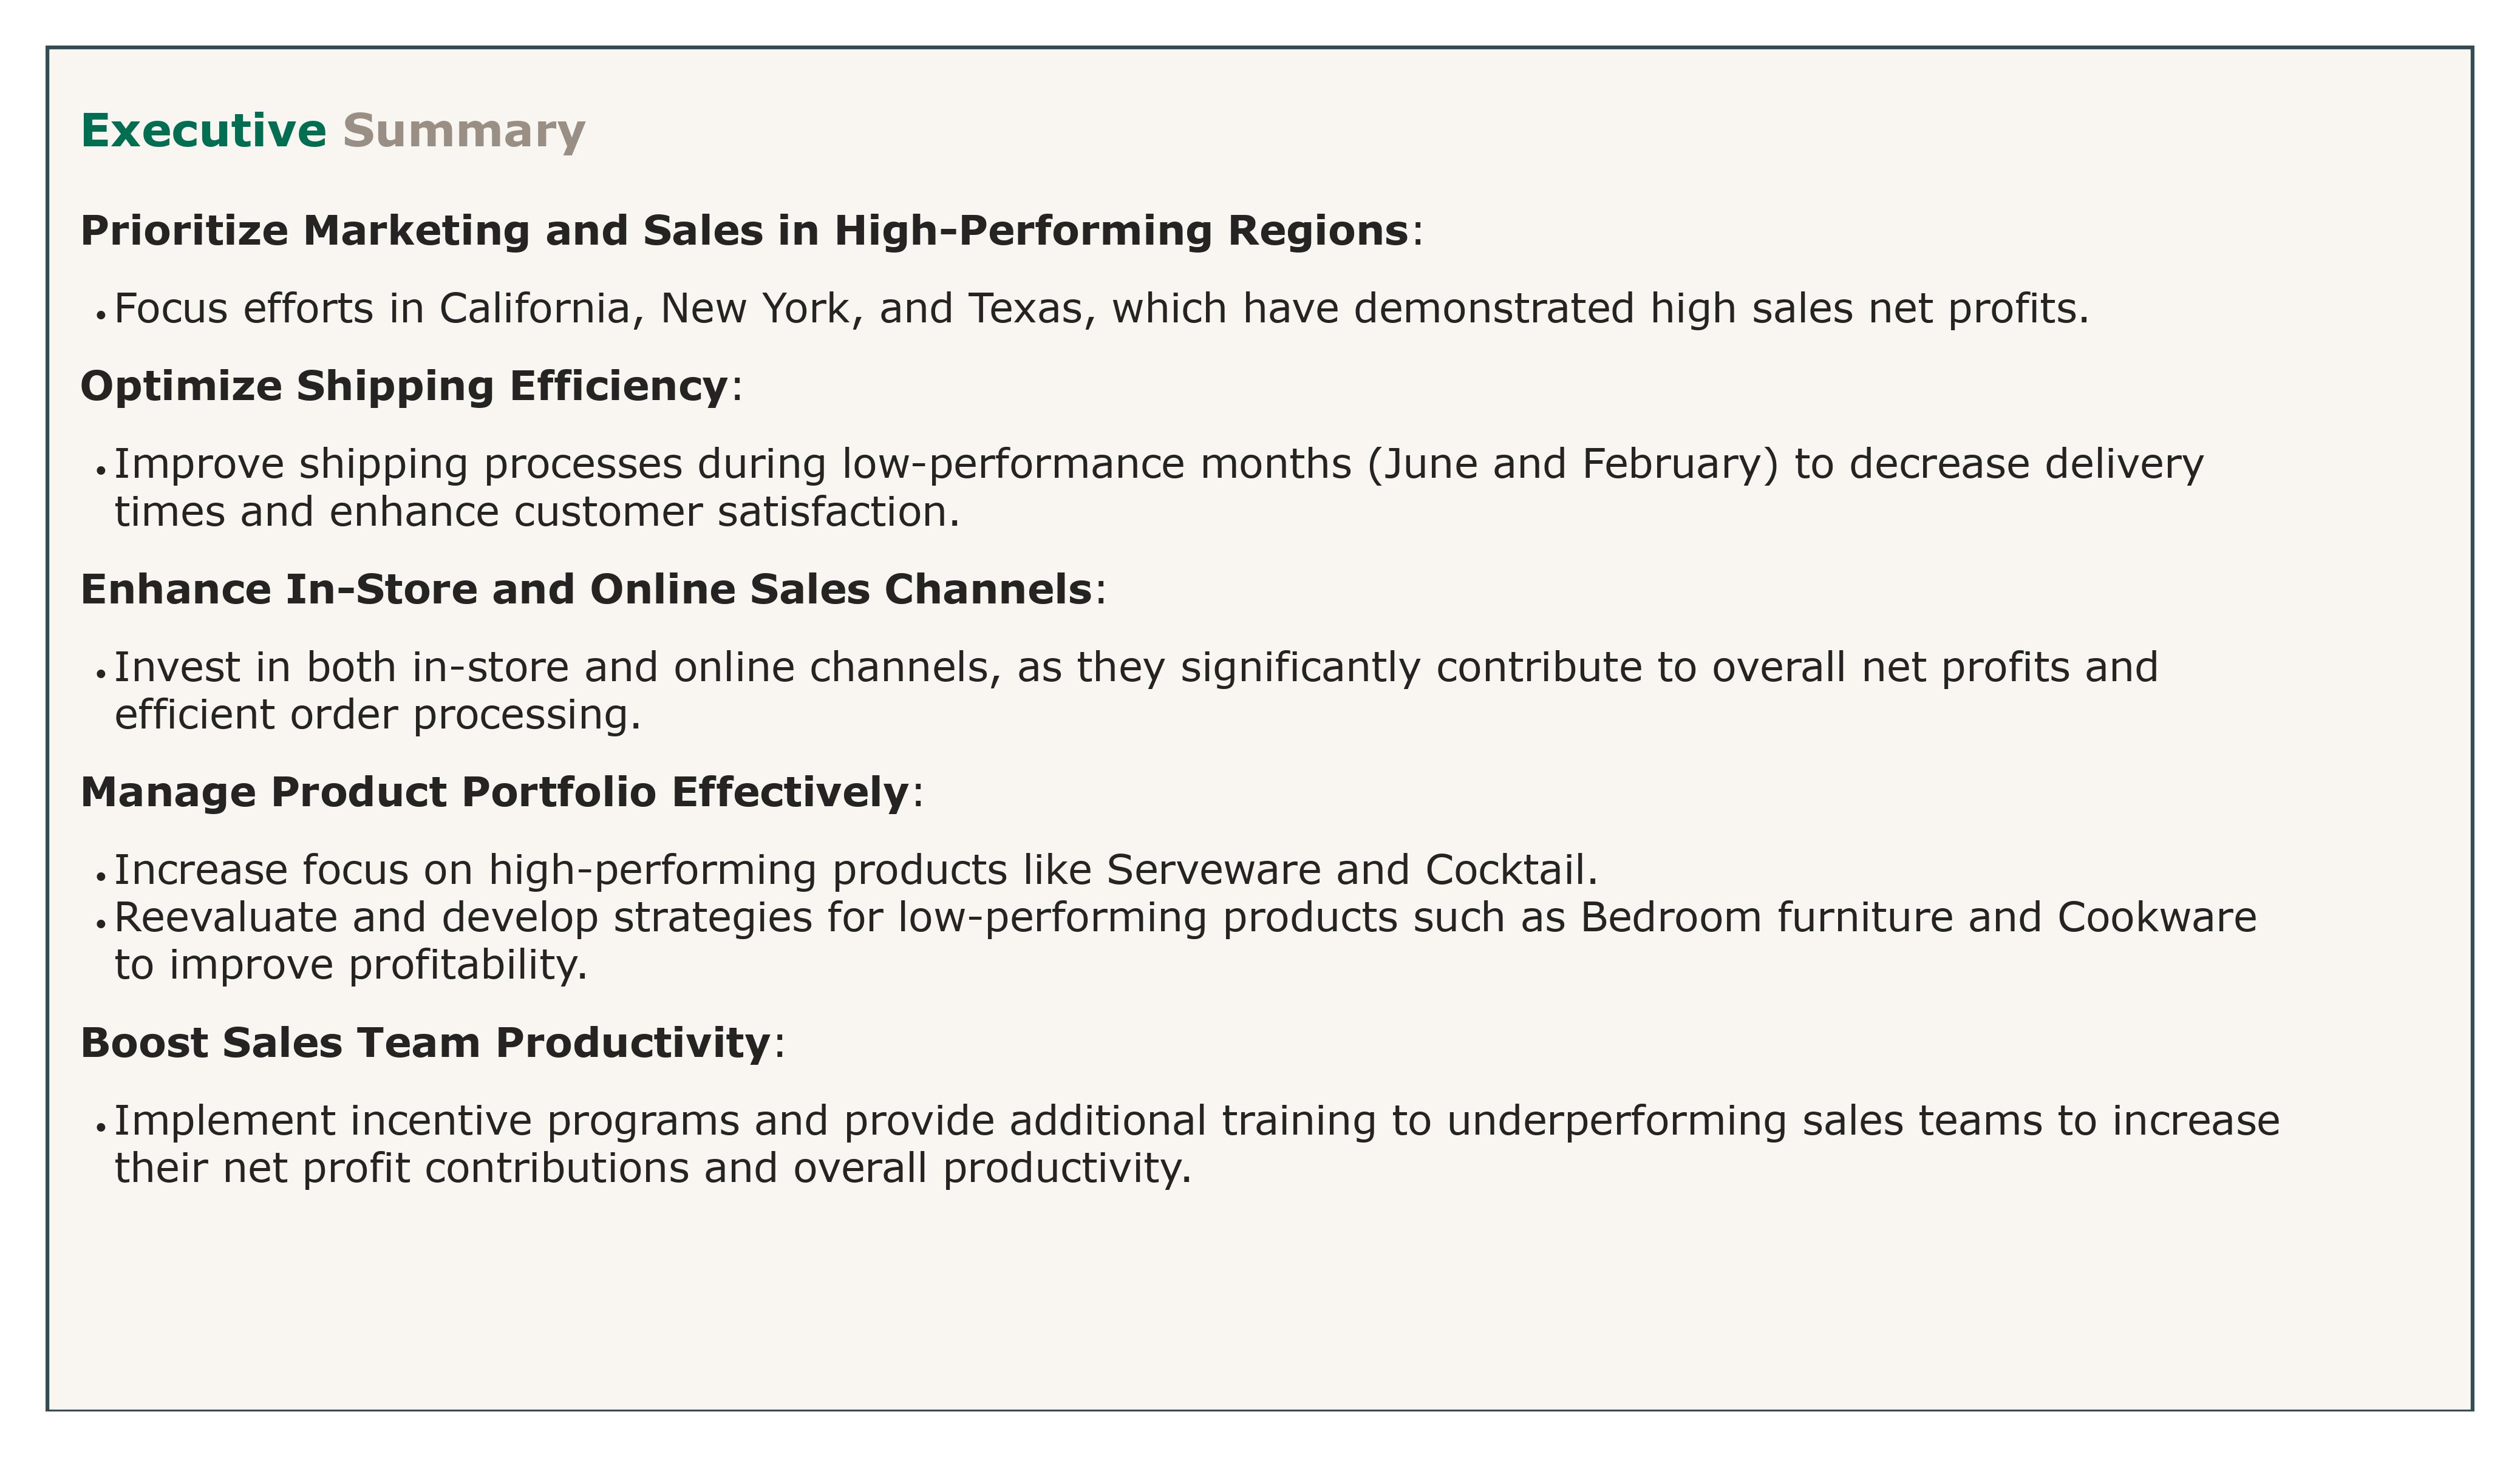 Executive Summary
Prioritize Marketing and Sales in High-Performing Regions:
• Focus efforts in California, New York, and Texas, which have demonstrated high sales net profits.
Optimize Shipping Efficiency:
• Improve shipping processes during low-performance months (June and February) to decrease delivery
times and enhance customer satisfaction.
Enhance In-Store and Online Sales Channels:
• Invest in both in-store and online channels, as they significantly contribute to overall net profits and
efficient order processing.
Manage Product Portfolio Effectively:
• Increase focus on high-performing products like Serveware and Cocktail.
• Reevaluate and develop strategies for low-performing products such as Bedroom furniture and Cookware
to improve profitability.
Boost Sales Team Productivity:
• Implement incentive programs and provide additional training to underperforming sales teams to increase
their net profit contributions and overall productivity.